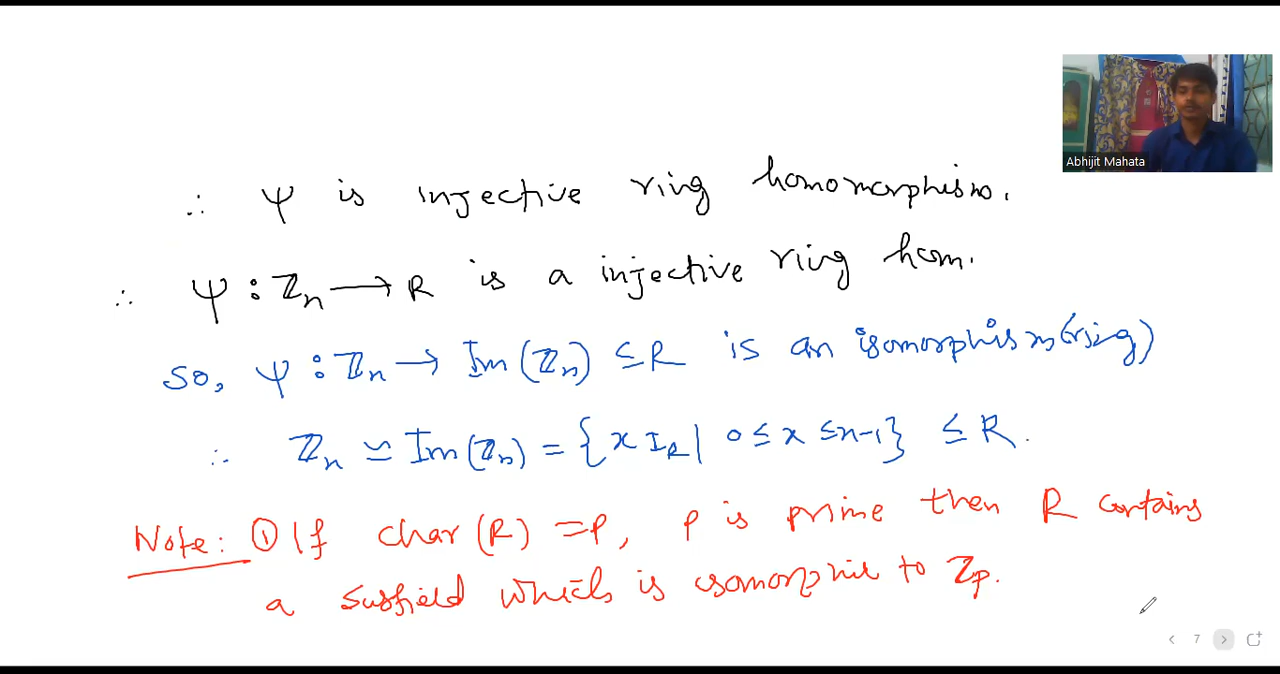 Abhijit Mahata
∴ Ψ is injective ring homomorphism.
∴ Ψ : ℤn → R is a injective ring hom.
So, Ψ : ℤn → Im(ℤn) ≤ R is an isomorphism (ring)
∴ ℤn ≃ Im(ℤn) = {x I_R | 0 ≤ x ≤ n-1} ≤ R.
Note: ① If char(R) = p, p is prime then R contains
a subfield which is isomorphic to ℤp.
7